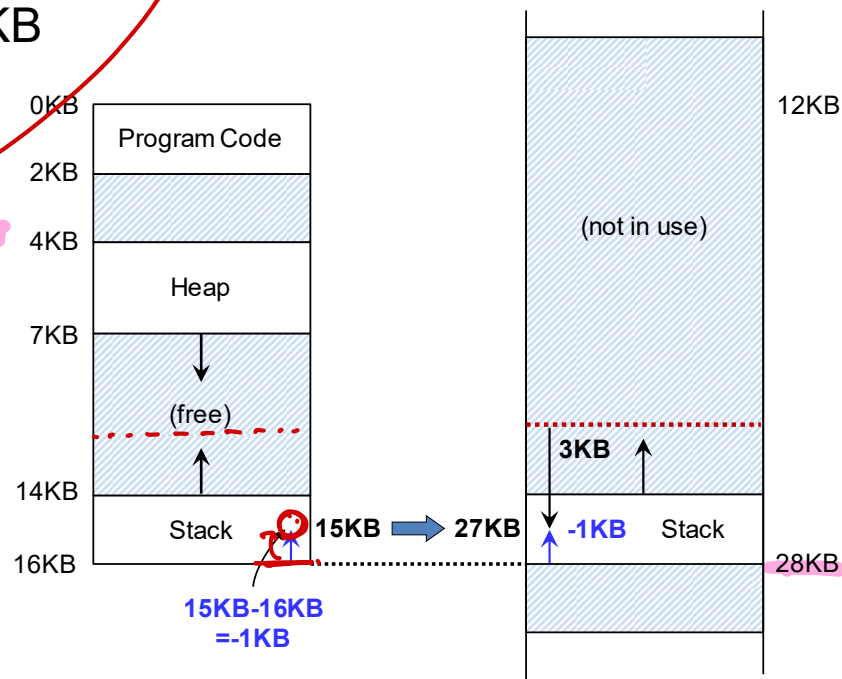 KB
0KB
Program Code
2KB
4KB
Heap
7KB
(free)
14KB
Stack
16KB
15KB
15KB-16KB
=-1KB
27KB
12KB
(not in use)
3KB
-1KB
Stack
28KB